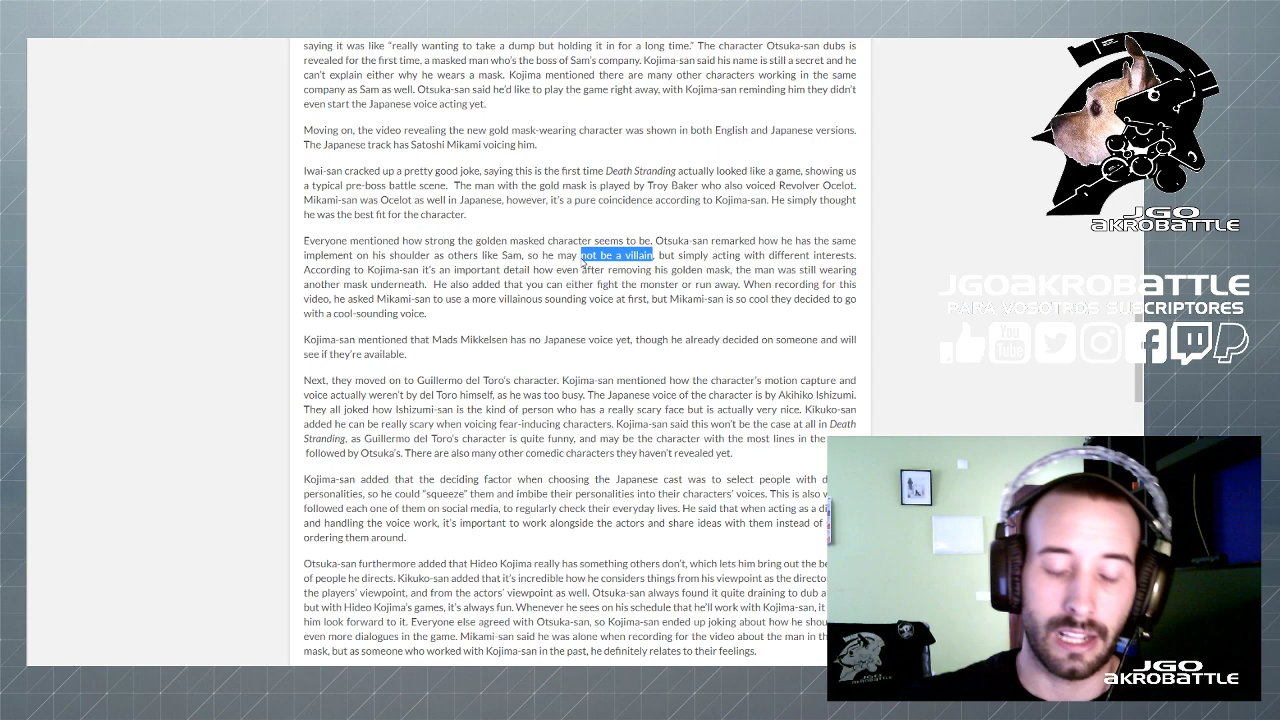 saying it was like “really wanting to take a dump but holding it in for a long time.” The character Otsuka-san dubs is
revealed for the first time, a masked man who’s the boss of Sam’s company. Kojima-san said his name is still a secret and he
can’t explain either why he wears a mask. Kojima mentioned there are many other characters working in the same
company as Sam as well. Otsuka-san said he’d like to play the game right away, with Kojima-san reminding him they didn’t
even start the Japanese voice acting yet.
Moving on, the video revealing the new gold mask-wearing character was shown in both English and Japanese versions.
The Japanese track has Satoshi Mikami voicing him.
Iwai-san cracked up a pretty good joke, saying this is the first time Death Stranding actually looked like a game, showing us
a typical pre-boss battle scene. The man with the gold mask is played by Troy Baker who also voiced Revolver Ocelot.
Mikami-san was Ocelot as well in Japanese, however, it’s a pure coincidence according to Kojima-san. He simply thought
he was the best fit for the character.
Everyone mentioned how strong the golden masked character seems to be. Otsuka-san remarked how he has the same
implement on his shoulder as others like Sam, so he may not be a villain, but simply acting with different interests.
According to Kojima-san it’s an important detail how even after removing his golden mask, the man was still wearing
another mask underneath. He also added that you can either fight the monster or run away. When recording for this
video, he asked Mikami-san to use a more villainous sounding voice at first, but Mikami-san is so cool they decided to go
with a cool-sounding voice.
Kojima-san mentioned that Mads Mikkelsen has no Japanese voice yet, though he already decided on someone and will
see if they’re available.
Next, they moved on to Guillermo del Toro’s character. Kojima-san mentioned how the character’s motion capture and
voice actually weren’t by del Toro himself, as he was too busy. The Japanese voice of the character is by Akihiko Ishizumi.
They all joked how Ishizumi-san is the kind of person who has a really scary face but is actually very nice. Kikuko-san
added he can be really scary when voicing fear-inducing characters. Kojima-san said this won’t be the case at all in Death
Stranding, as Guillermo del Toro’s character is quite funny, and may be the character with the most lines in the
followed by Otsuka’s. There are also many other comedic characters they haven’t revealed yet.
Kojima-san added that the deciding factor when choosing the Japanese cast was to select people with
personalities, so he could “squeeze” them and imbibe their personalities into their characters’ voices. This is also
followed each one of them on social media, to regularly check their everyday lives. He said that when acting as a
and handling the voice work, it’s important to work alongside the actors and share ideas with them instead of
ordering them around.
Otsuka-san furthermore added that Hideo Kojima really has something others don’t, which lets him bring out the
of people he directs. Kikuko-san added that it’s incredible how he considers things from his viewpoint as the
the players’ viewpoint, and from the actors’ viewpoint as well. Otsuka-san always found it quite draining to dub a
but with Hideo Kojima’s games, it’s always fun. Whenever he sees on his schedule that he’ll work with Kojima-san, it
him look forward to it. Everyone else agreed with Otsuka-san, so Kojima-san ended up joking about how he
even more dialogues in the game. Mikami-san said he was alone when recording for the video about the man in
mask, but as someone who worked with Kojima-san in the past, he definitely relates to their feelings.
JGO
AKROBATTLE
JGOAKROBATTLE
PARA VOSOTROS SUSCRIPTORES
You
Tube
JGO
AKROBATTLE